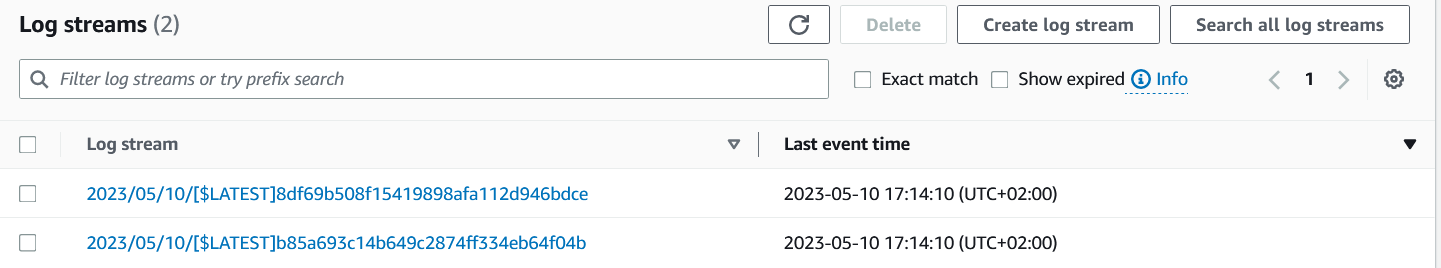 Log streams (2)
Delete
Create log stream
Search all log streams
Filter log streams or try prefix search
Exact match
Show expired
Info
1
Log stream
Last event time
2023/05/10/[$LATEST]8df69b508f15419898afa112d946bdce
2023-05-10 17:14:10 (UTC+02:00)
2023/05/10/[$LATEST]b85a693c14b649c2874ff334eb64f04b
2023-05-10 17:14:10 (UTC+02:00)